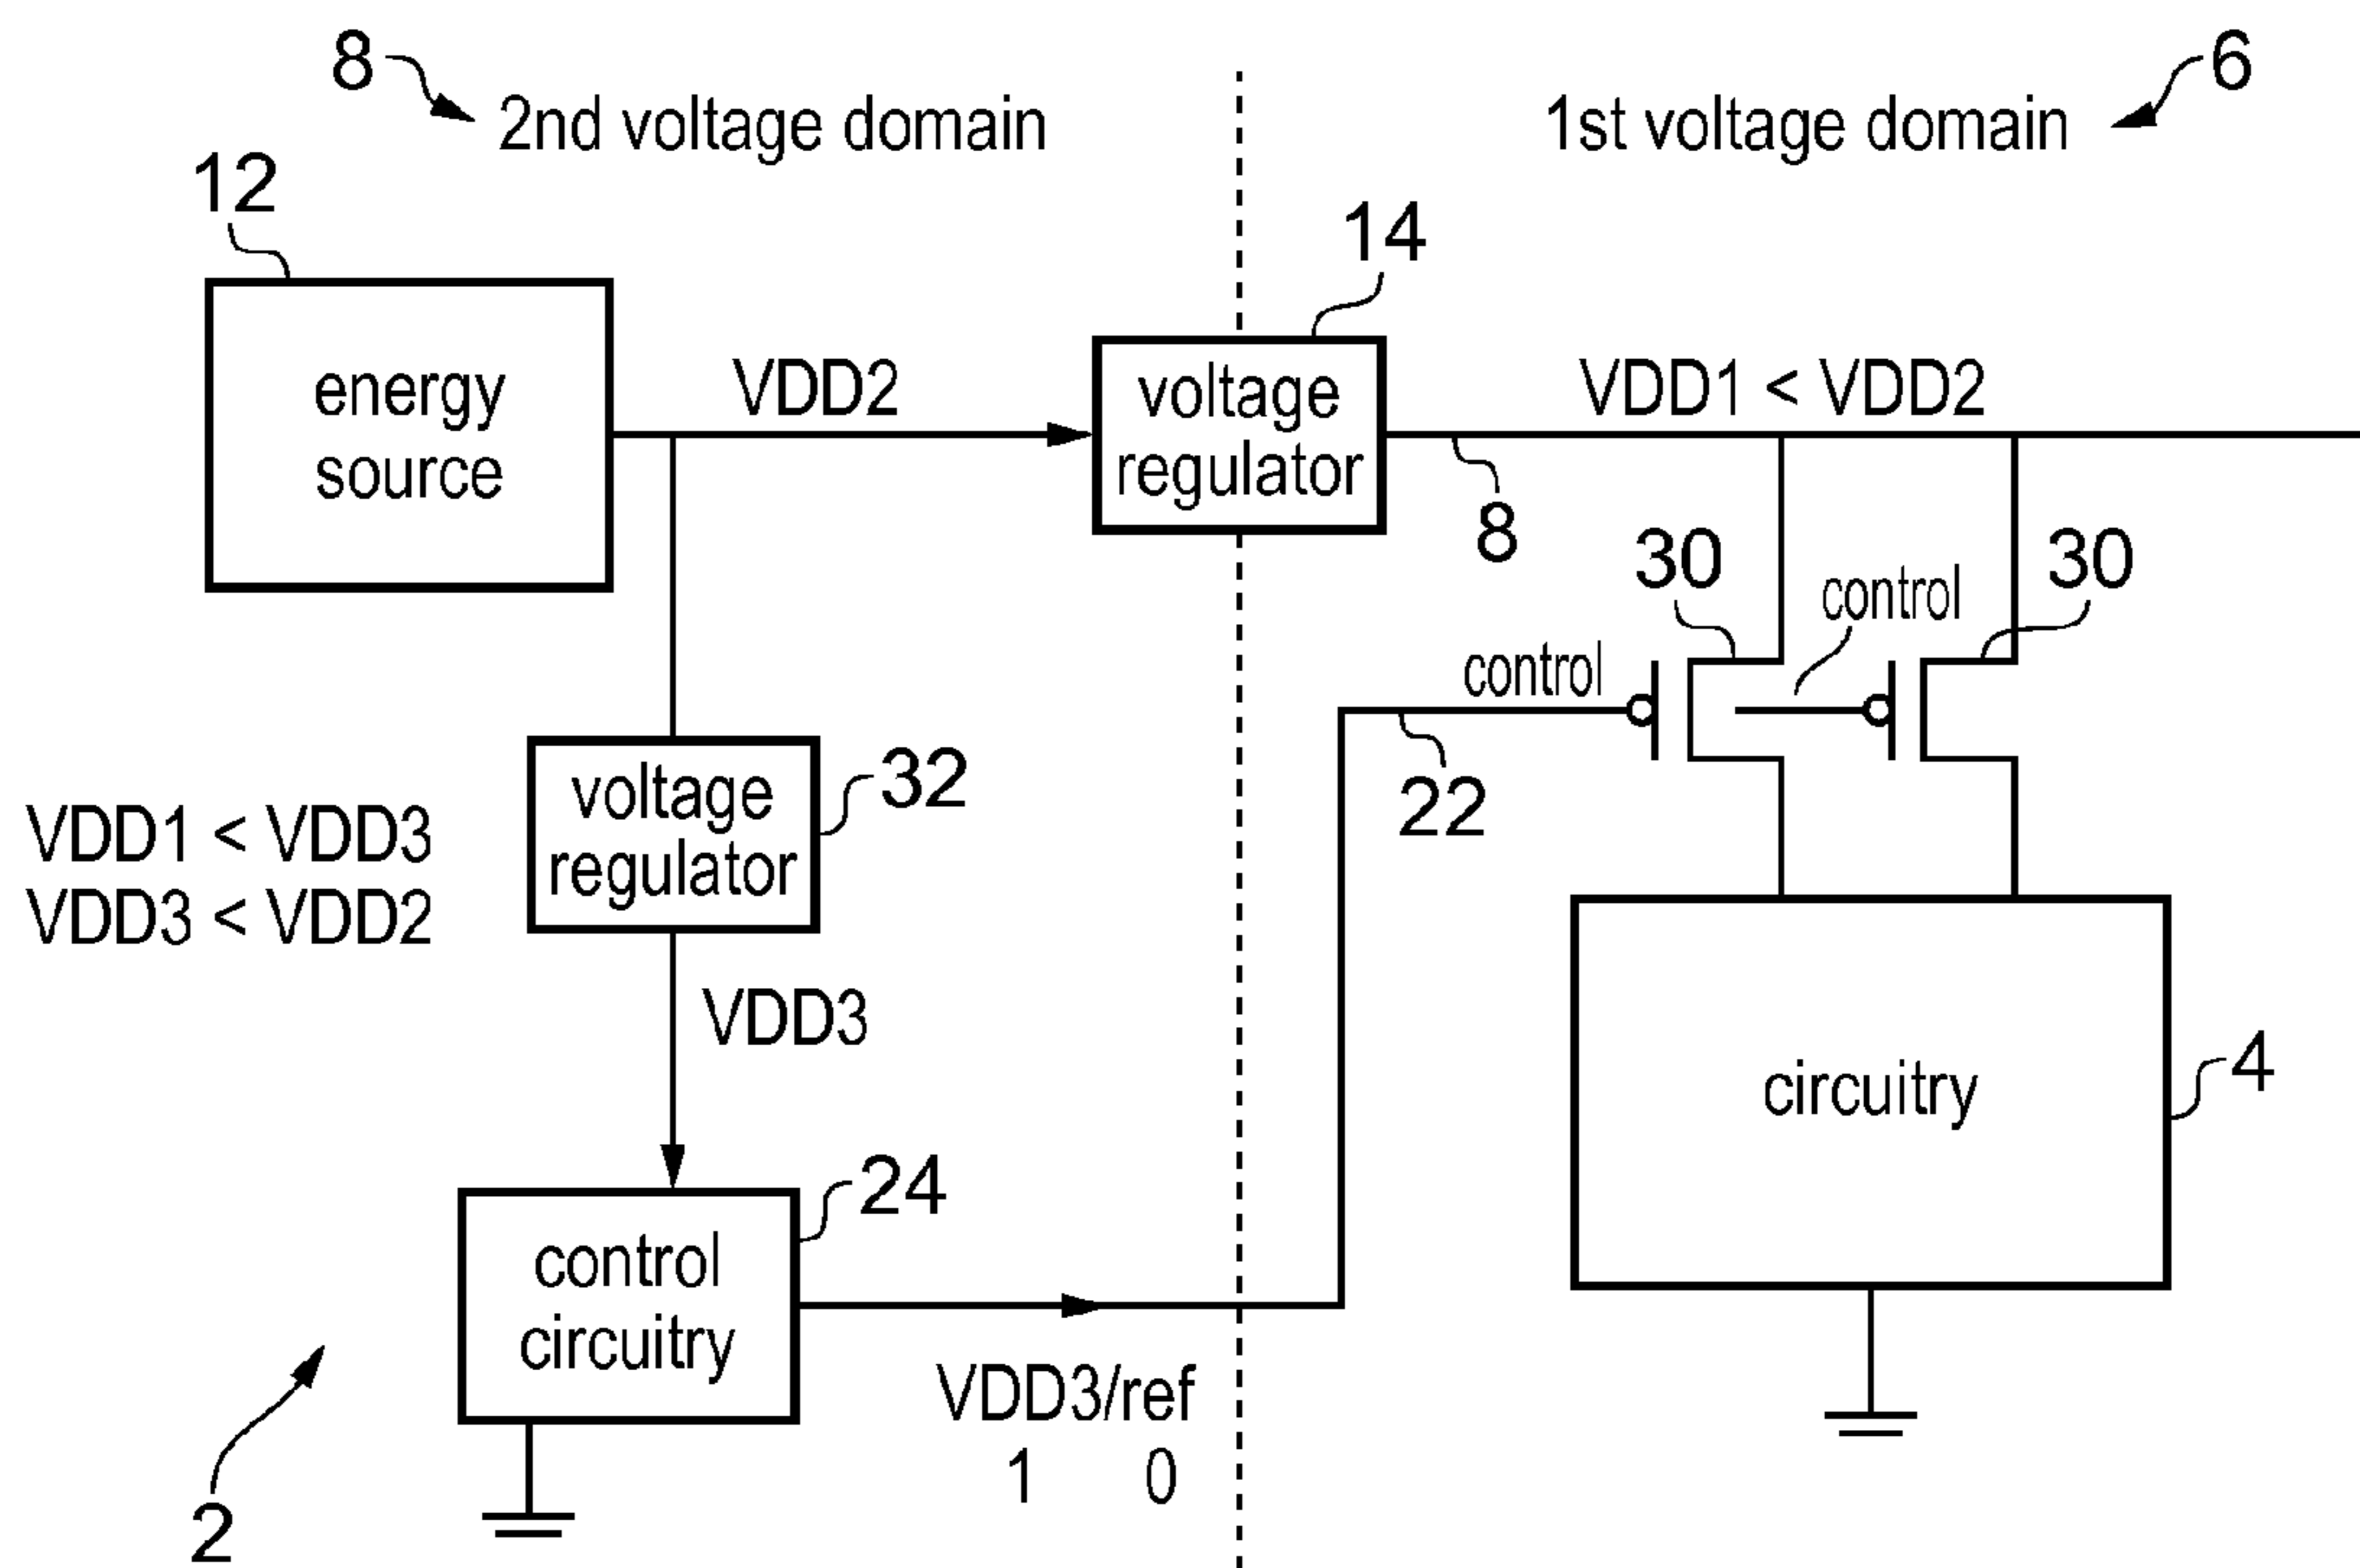 8
2nd voltage domain
1st voltage domain
6
12
14
energy
source
VDD2
voltage
regulator
VDD1 < VDD2
8
30
control
30
control
22
voltage
regulator
32
VDD1 < VDD3
VDD3 < VDD2
VDD3
circuitry
4
24
control
circuitry
VDD3/ref
1 0
2